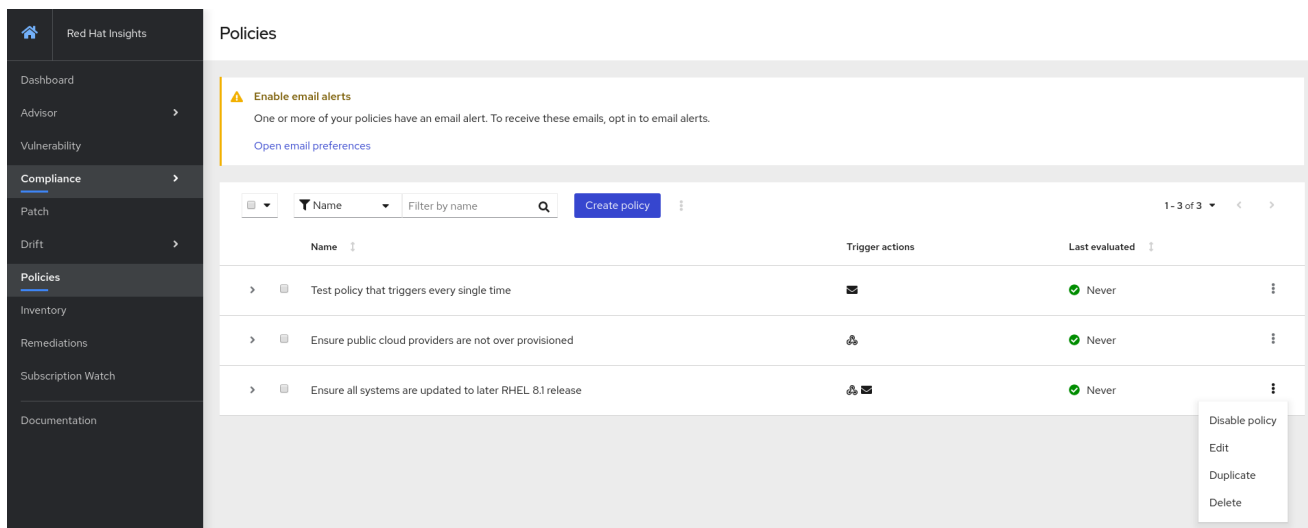 Red Hat Insights
Policies
Dashboard
Advisor
Vulnerability
Compliance
Patch
Drift
Policies
Inventory
Remediations
Subscription Watch
Documentation
Enable email alerts
One or more of your policies have an email alert. To receive these emails, opt in to email alerts.
Open email preferences
Name Filter by name Create policy 1 - 3 of 3
Name Trigger actions Last evaluated
Test policy that triggers every single time Never
Ensure public cloud providers are not over provisioned Never
Ensure all systems are updated to later RHEL 8.1 release Never
Disable policy
Edit
Duplicate
Delete